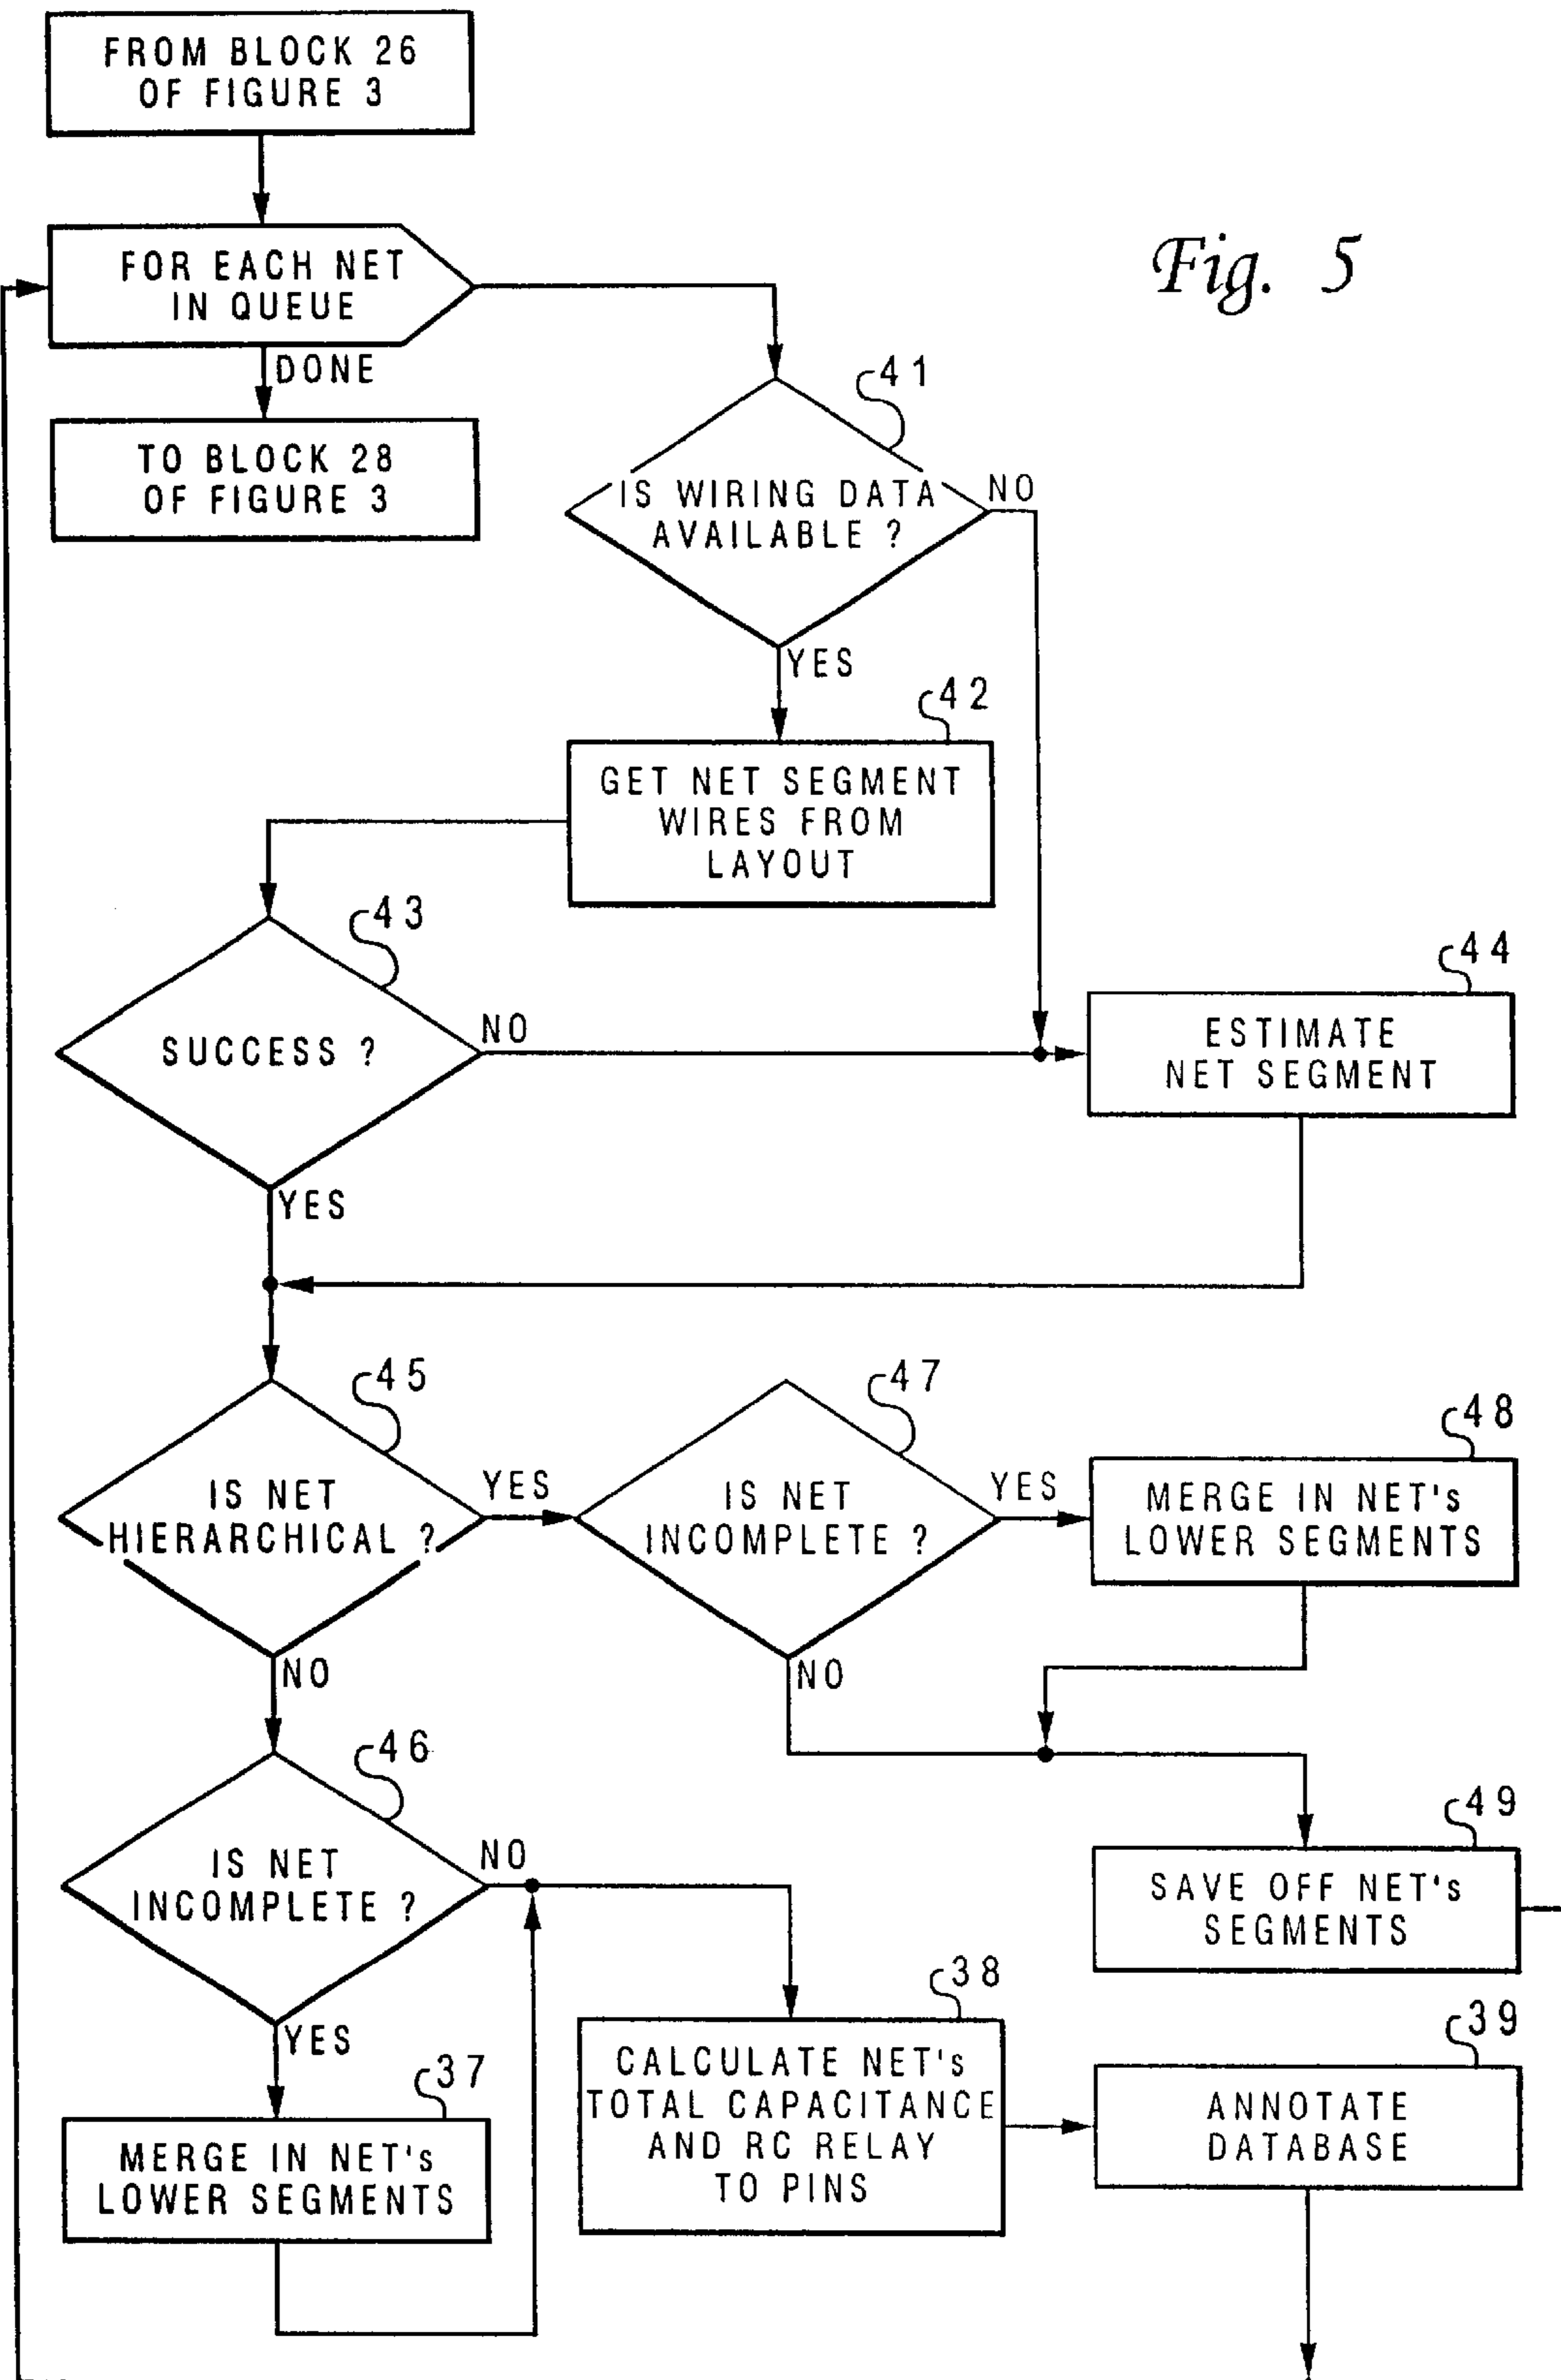 FROM BLOCK 26
OF FIGURE 3
FOR EACH NET
IN QUEUE
Fig. 5
DONE
TO BLOCK 28
OF FIGURE 3
41
IS WIRING DATA
AVAILABLE ?
NO
YES
42
GET NET SEGMENT
WIRES FROM
LAYOUT
43
SUCCESS ?
NO
44
ESTIMATE
NET SEGMENT
YES
45
IS NET
HIERARCHICAL ?
YES
47
IS NET
INCOMPLETE ?
YES
48
MERGE IN NET's
LOWER SEGMENTS
NO
NO
46
IS NET
INCOMPLETE ?
NO
49
SAVE OFF NET's
SEGMENTS
YES
37
MERGE IN NET's
LOWER SEGMENTS
38
CALCULATE NET's
TOTAL CAPACITANCE
AND RC RELAY
TO PINS
39
ANNOTATE
DATABASE